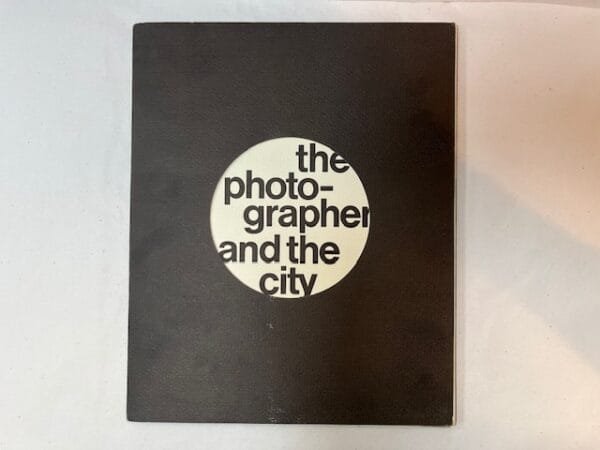 the
photo-
grapher
and the
city